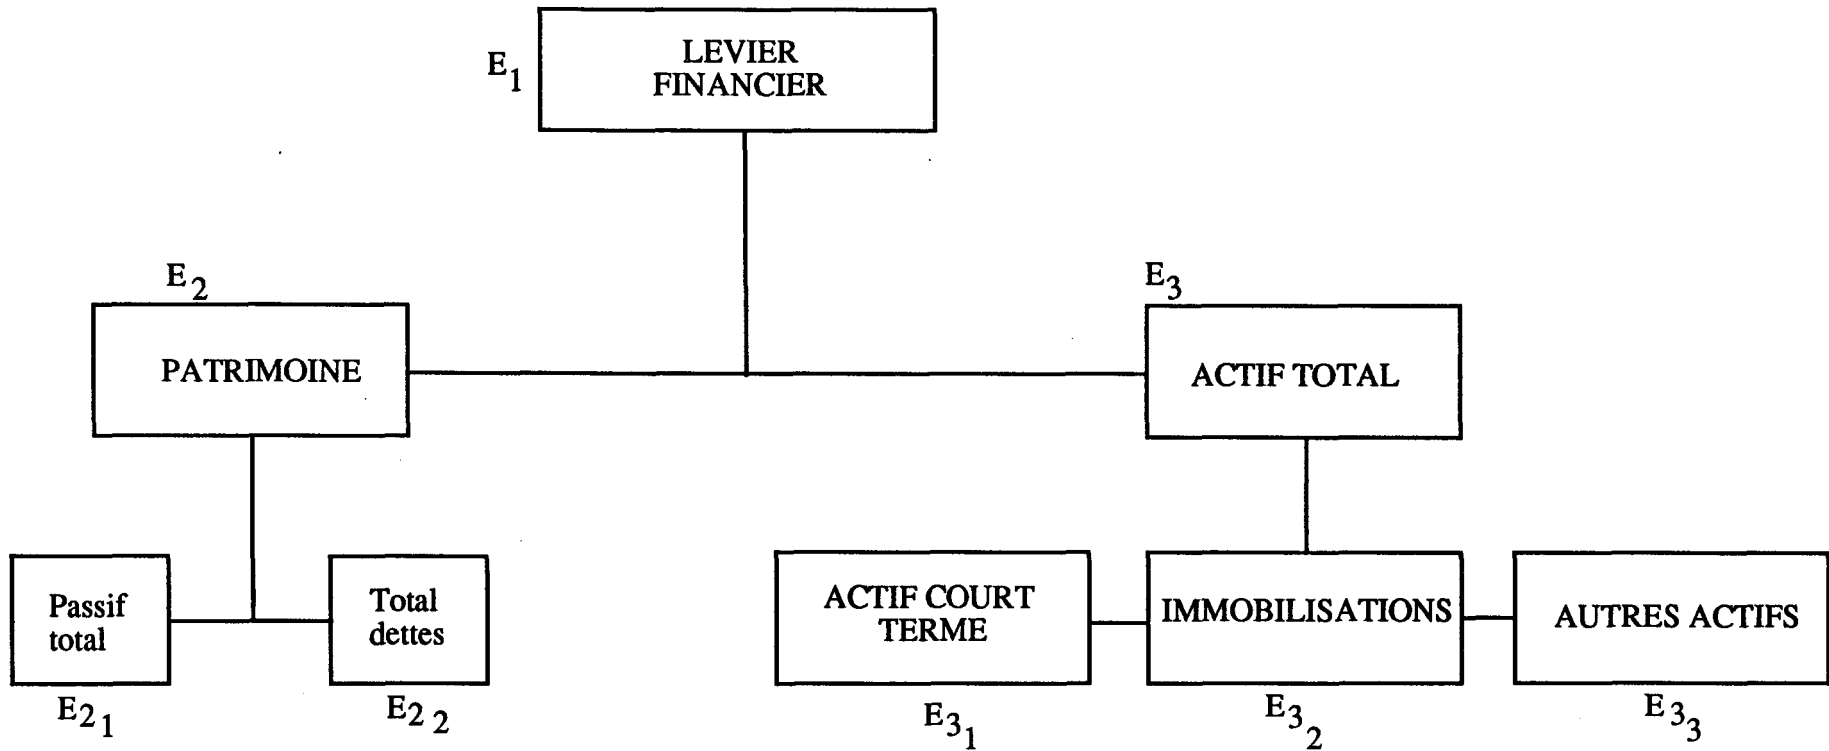 E1
LEVIER
FINANCIER
E2
E3
PATRIMOINE
ACTIF TOTAL
Passif
total
Total
dettes
ACTIF COURT
TERME
IMMOBILISATIONS
AUTRES ACTIFS
E21
E22
E31
E32
E33